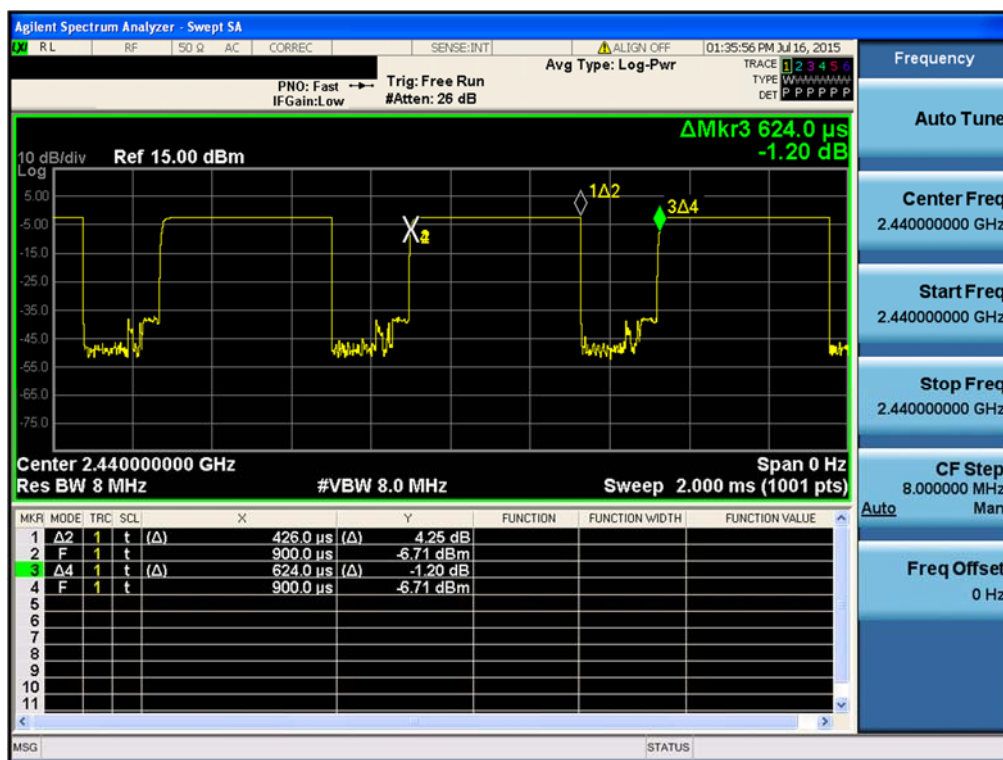 Agilent Spectrum Analyzer - Swept SA
LXI RL RF 50 Ω AC CORREC SENSE:INT ALIGN OFF 01:35:56 PM Jul 16, 2015
Frequency
Avg Type: Log-Pwr
TRACE 1 2 3 4 5 6
PNO: Fast
Trig: Free Run
TYPE W
IFGain:Low
#Atten: 26 dB
DET P P P P P P
Auto Tune
ΔMkr3 624.0 µs
-1.20 dB
10 dB/div Ref 15.00 dBm
Log
5.00
-5.00
-15.0
-25.0
-35.0
-45.0
-55.0
-65.0
-75.0
1Δ2
3Δ4
Center Freq
2.440000000 GHz
Start Freq
2.440000000 GHz
Stop Freq
2.440000000 GHz
Center 2.440000000 GHz Span 0 Hz
Res BW 8 MHz #VBW 8.0 MHz Sweep 2.000 ms (1001 pts)
CF Step
8.000000 MHz
Auto Man
Freq Offset
0 Hz
MKR MODE TRC SCL X Y FUNCTION FUNCTION WIDTH FUNCTION VALUE
1 Δ2 1 t (Δ) 426.0 µs (Δ) 4.25 dB
2 F 1 t 900.0 µs -6.71 dBm
3 Δ4 1 t (Δ) 624.0 µs (Δ) -1.20 dB
4 F 1 t 900.0 µs -6.71 dBm
5
6
7
8
9
10
11
MSG STATUS